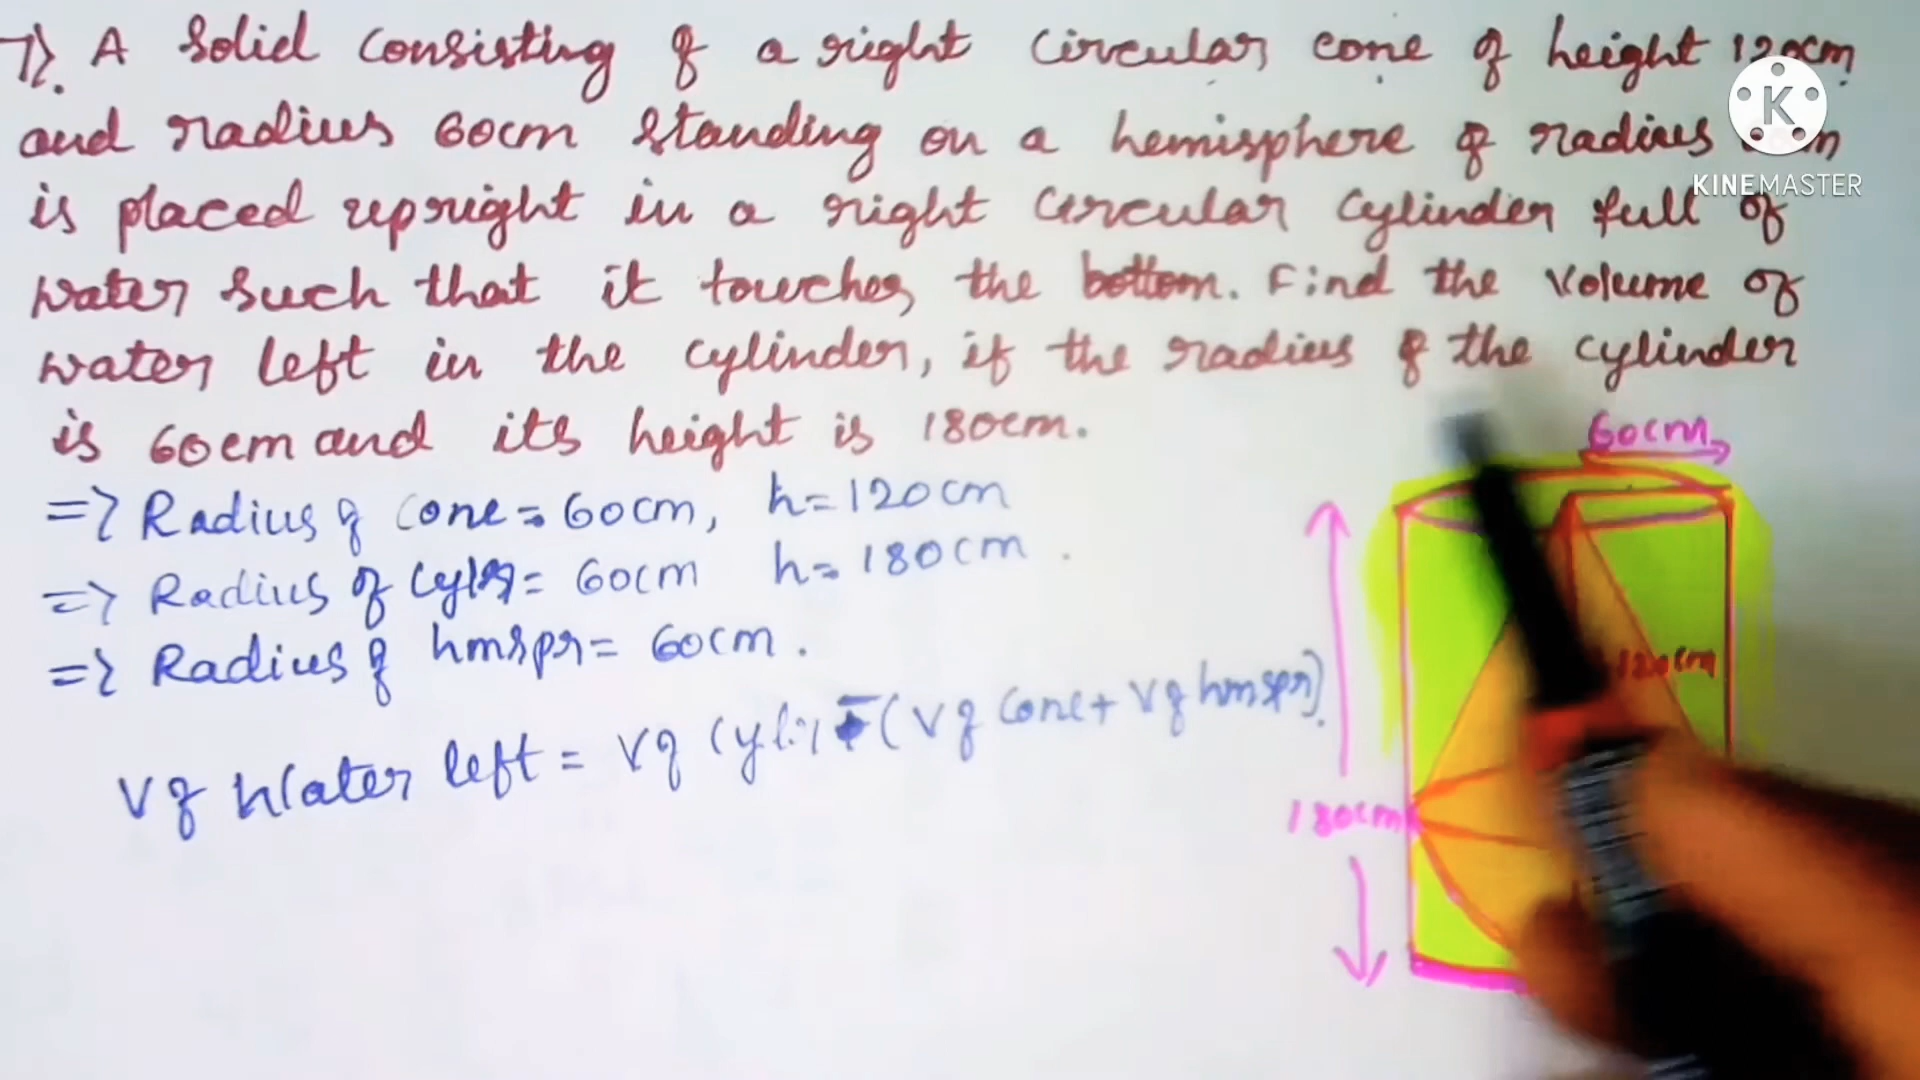 7). A solid consisting of a right circular cone of height 120cm
and radius 60cm standing on a hemisphere of radius
is placed upright in a right circular cylinder full of
water such that it touches the bottom. Find the volume of
water left in the cylinder, if the radius of the cylinder
is 60cm and its height is 180cm.
=> Radius of Cone = 60cm, h = 120cm
=> Radius of Cylr = 60cm h = 180cm.
=> Radius of hmspr = 60cm.
V of Water left = V of Cylr - (V of Cone + V of hmspr).
60cm
120cm
180cm
K
KINEMASTER